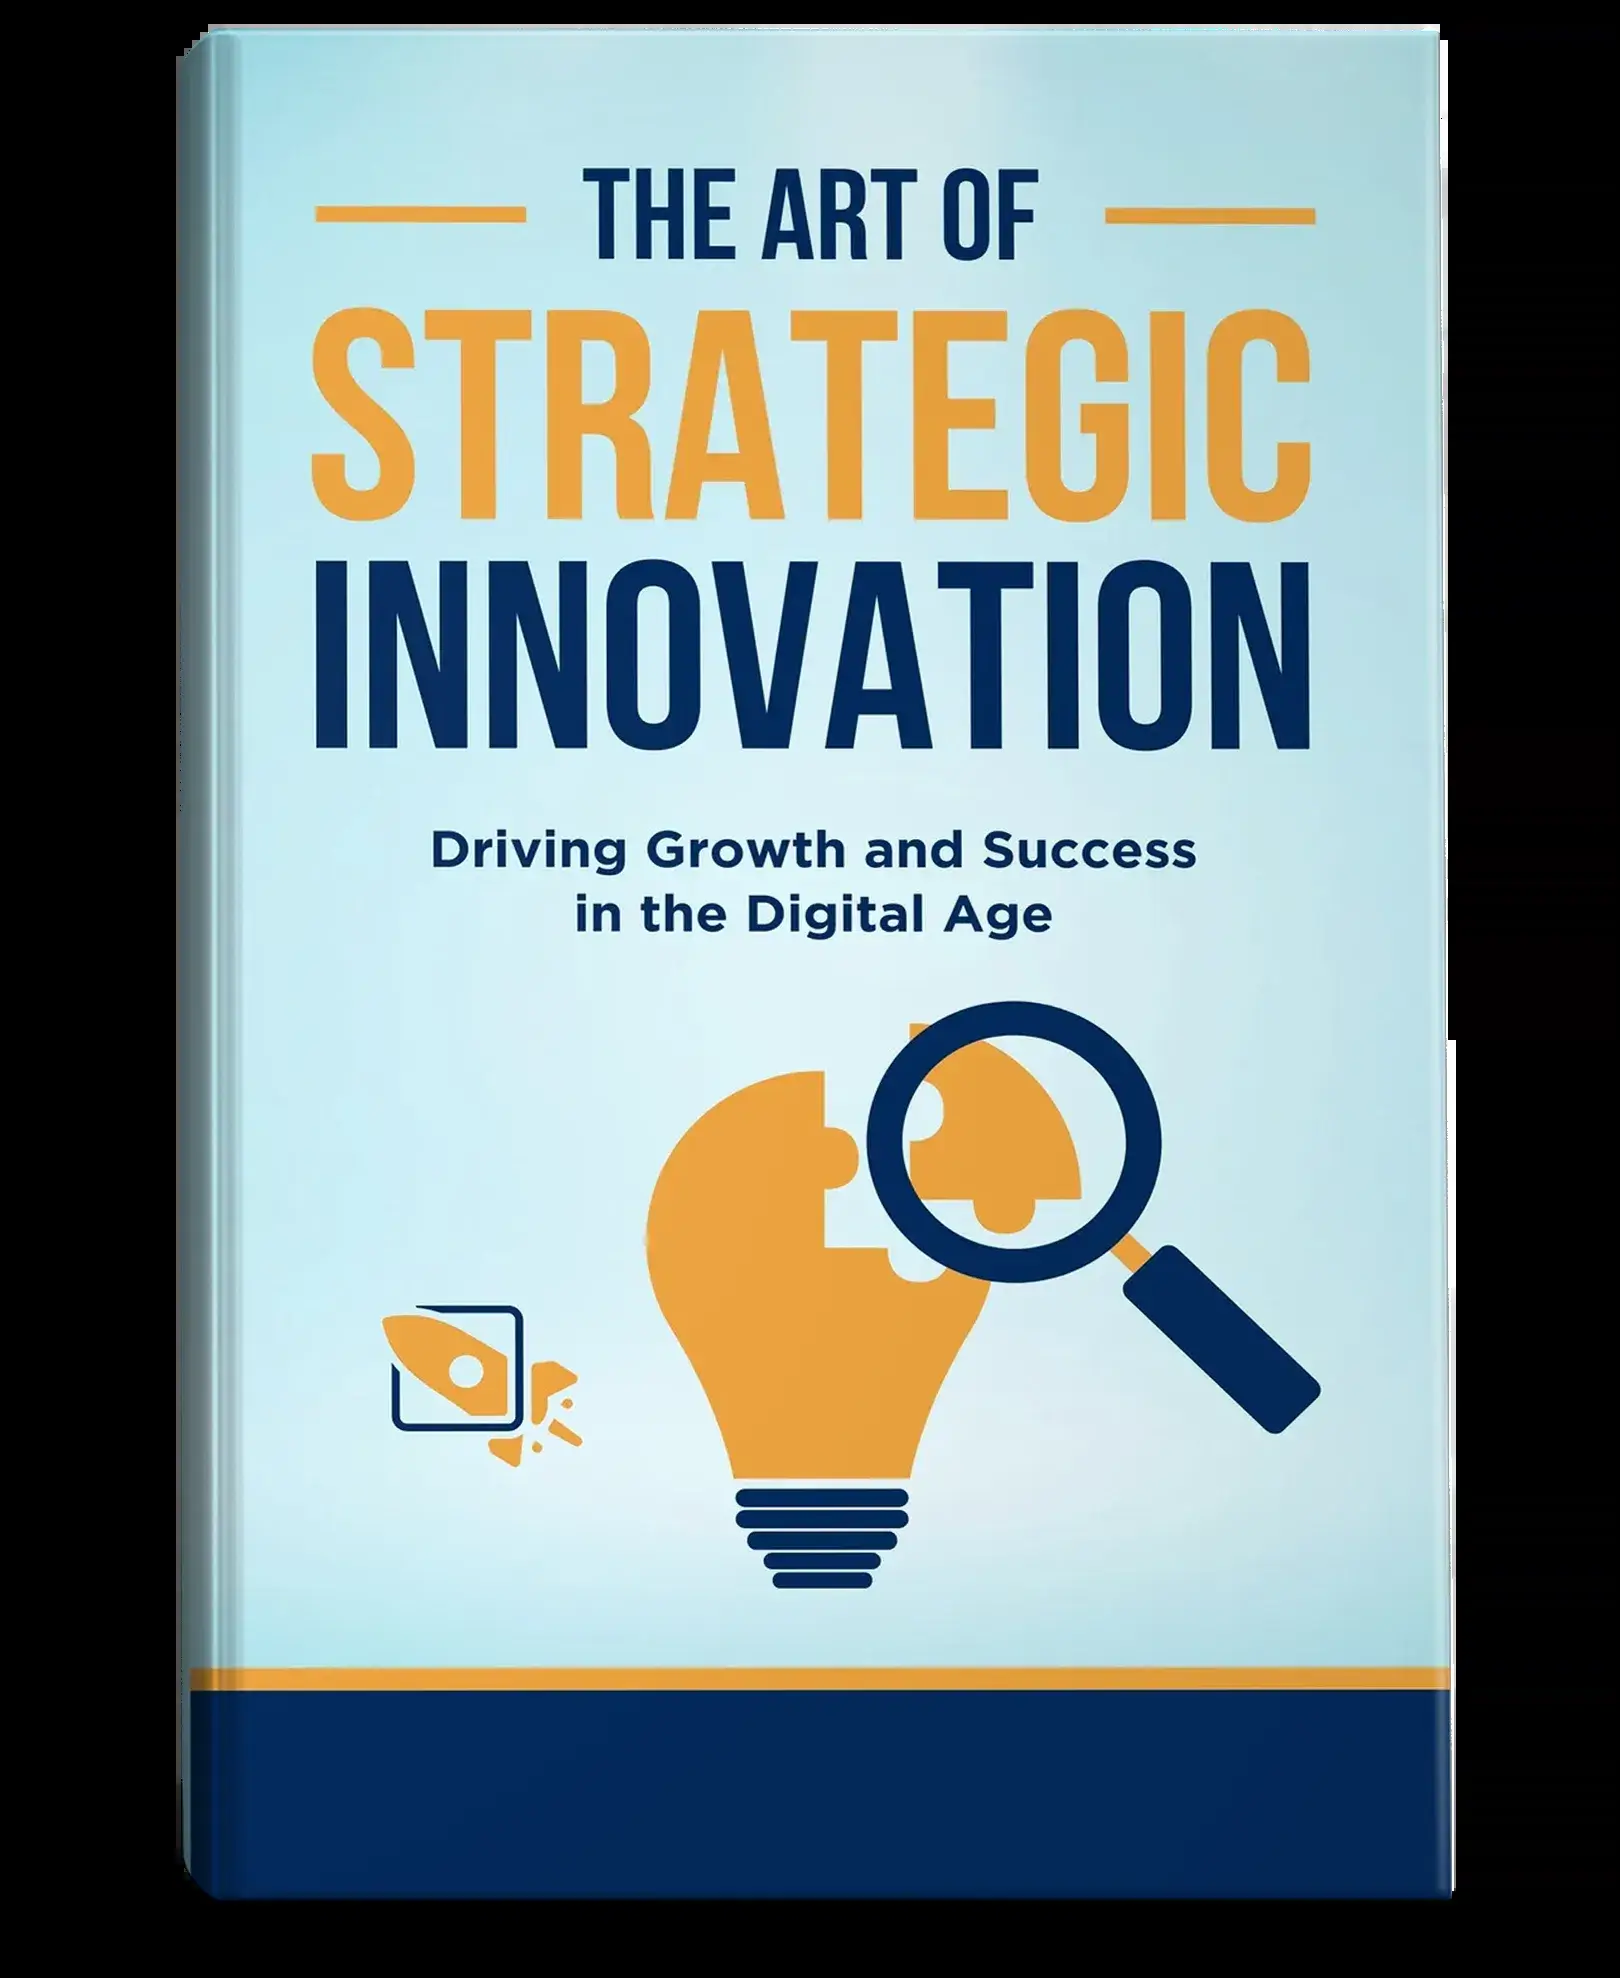 THE ART OF
STRATEGIC
INNOVATION
Driving Growth and Success
in the Digital Age